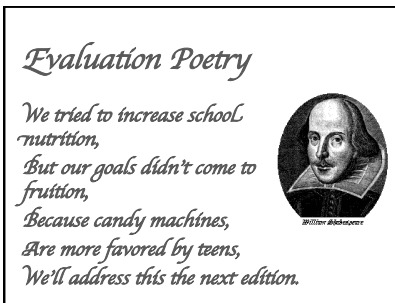 Evaluation Poetry
We tried to increase school
nutrition,
But our goals didn't come to
fruition,
Because candy machines,
Are more favored by teens,
We'll address this the next edition.
William Shakespeare